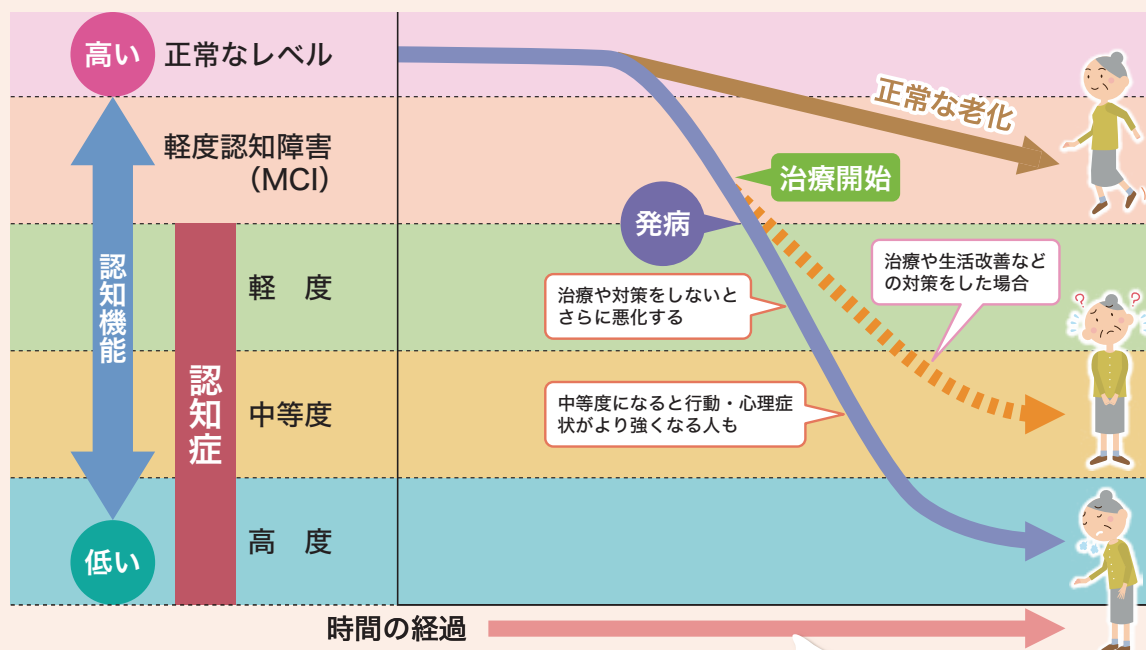 高い
正常なレベル
軽度認知障害
（MCI）
認知機能
認知症
軽　度
中等度
高　度
低い
正常な老化
治療開始
発病
治療や生活改善など
の対策をした場合
治療や対策をしないと
さらに悪化する
中等度になると行動・心理症
状がより強くなる人も
?
?
時間の経過